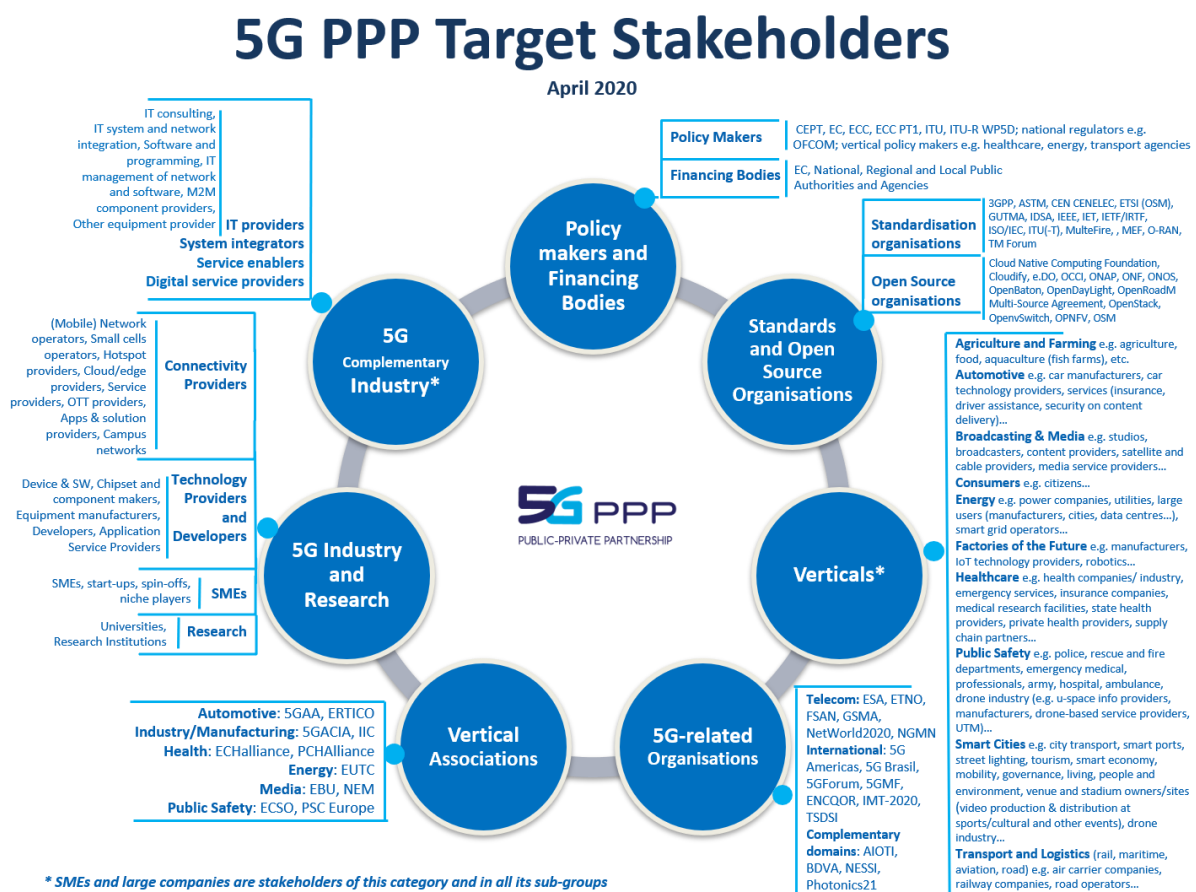 5G PPP Target Stakeholders
April 2020
IT consulting,
IT system and network
integration, Software and
programming, IT
management of network
and software, M2M
component providers,
Other equipment provider
IT providers
System integrators
Service enablers
Digital service providers
Policy Makers
CEPT, EC, ECC, ECC PT1, ITU, ITU-R WP5D; national regulators e.g.
OFCOM; vertical policy makers e.g. healthcare, energy, transport agencies
Financing Bodies
EC, National, Regional and Local Public
Authorities and Agencies
Policy
makers and
Financing
Bodies
Standardisation
organisations
3GPP, ASTM, CEN CENELEC, ETSI (OSM),
GUTMA, IDSA, IEEE, IET, IETF/IRTF,
ISO/IEC, ITU(-T), MulteFire, , MEF, O-RAN,
TM Forum
Open Source
organisations
Cloud Native Computing Foundation,
Cloudify, e.DO, OCCI, ONAP, ONF, ONOS,
OpenBaton, OpenDayLight, OpenRoadM
Multi-Source Agreement, OpenStack,
OpenvSwitch, OPNFV, OSM
5G
Complementary
Industry*
Standards
and Open
Source
Organisations
(Mobile) Network
operators, Small cells
operators, Hotspot
providers, Cloud/edge
providers, Service
providers, OTT providers,
Apps & solution
providers, Campus
networks
Connectivity
Providers
Device & SW, Chipset and
component makers,
Equipment manufacturers,
Developers, Application
Service Providers
Technology
Providers
and
Developers
SMEs, start-ups, spin-offs,
niche players
SMEs
Universities,
Research Institutions
Research
5G Industry
and
Research
5G PPP
PUBLIC-PRIVATE PARTNERSHIP
Verticals*
Agriculture and Farming e.g. agriculture,
food, aquaculture (fish farms), etc.
Automotive e.g. car manufacturers, car
technology providers, services (insurance,
driver assistance, security on content
delivery)...
Broadcasting & Media e.g. studios,
broadcasters, content providers, satellite and
cable providers, media service providers...
Consumers e.g. citizens...
Energy e.g. power companies, utilities, large
users (manufacturers, cities, data centres...),
smart grid operators...
Factories of the Future e.g. manufacturers,
IoT technology providers, robotics...
Healthcare e.g. health companies/ industry,
emergency services, insurance companies,
medical research facilities, state health
providers, private health providers, supply
chain partners...
Public Safety e.g. police, rescue and fire
departments, emergency medical,
professionals, army, hospital, ambulance,
drone industry (e.g. u-space info providers,
manufacturers, drone-based service providers,
UTM)...
Smart Cities e.g. city transport, smart ports,
street lighting, tourism, smart economy,
mobility, governance, living, people and
environment, venue and stadium owners/sites
(video production & distribution at
sports/cultural and other events), drone
industry...
Transport and Logistics (rail, maritime,
aviation, road) e.g. air carrier companies,
railway companies, road operators...
Automotive: 5GAA, ERTICO
Industry/Manufacturing: 5GACIA, IIC
Health: ECHalliance, PCHAlliance
Energy: EUTC
Media: EBU, NEM
Public Safety: ECSO, PSC Europe
Vertical
Associations
5G-related
Organisations
Telecom: ESA, ETNO,
FSAN, GSMA,
NetWorld2020, NGMN
International: 5G
Americas, 5G Brasil,
5GForum, 5GMF,
ENCQOR, IMT-2020,
TSDSI
Complementary
domains: AIOTI,
BDVA, NESSI,
Photonics21
* SMEs and large companies are stakeholders of this category and in all its sub-groups